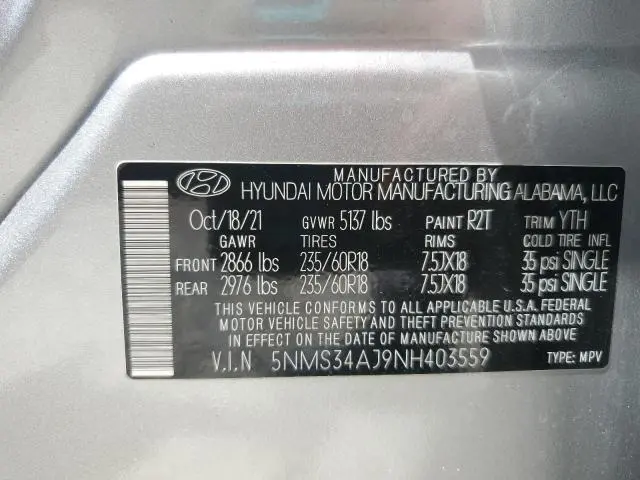 MANUFACTURED BY
HYUNDAI MOTOR MANUFACTURING ALABAMA, LLC
Oct/18/21 GVWR 5137 lbs PAINT R2T TRIM YTH
GAWR TIRES RIMS COLD TIRE INFL
FRONT 2866 lbs 235/60R18 7.5JX18 35 psi SINGLE
REAR 2976 lbs 235/60R18 7.5JX18 35 psi SINGLE
THIS VEHICLE CONFORMS TO ALL APPLICABLE U.S.A. FEDERAL
MOTOR VEHICLE SAFETY AND THEFT PREVENTION STANDARDS
IN EFFECT ON THE DATE OF MANUFACTURE SHOWN ABOVE
V.I.N 5NMS34AJ9NH403559 TYPE: MPV